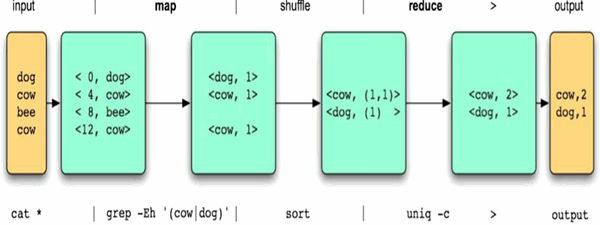 input | map | shuffle | reduce > output
dog
cow
bee
cow
< 0, dog>
< 4, cow>
< 8, bee>
<12, cow>
<dog, 1>
<cow, 1>
<cow, 1>
<cow, (1,1)>
<dog, (1) >
<cow, 2>
<dog, 1>
cow,2
dog,1
cat * | grep -Eh '(cow|dog)' | sort | uniq -c > output